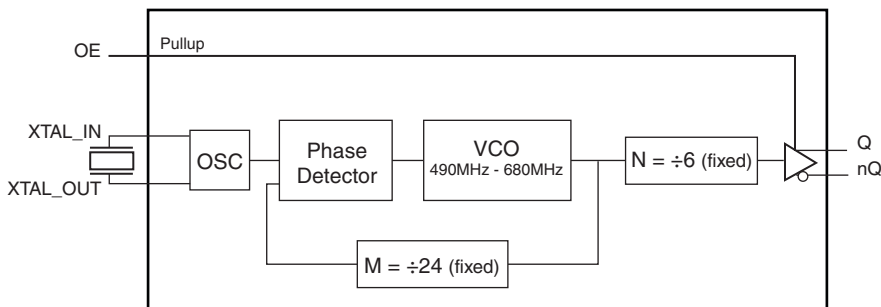 OE
Pullup
XTAL_IN
XTAL_OUT
OSC
Phase
Detector
VCO
490MHz - 680MHz
N = ÷6 (fixed)
Q
nQ
M = ÷24 (fixed)